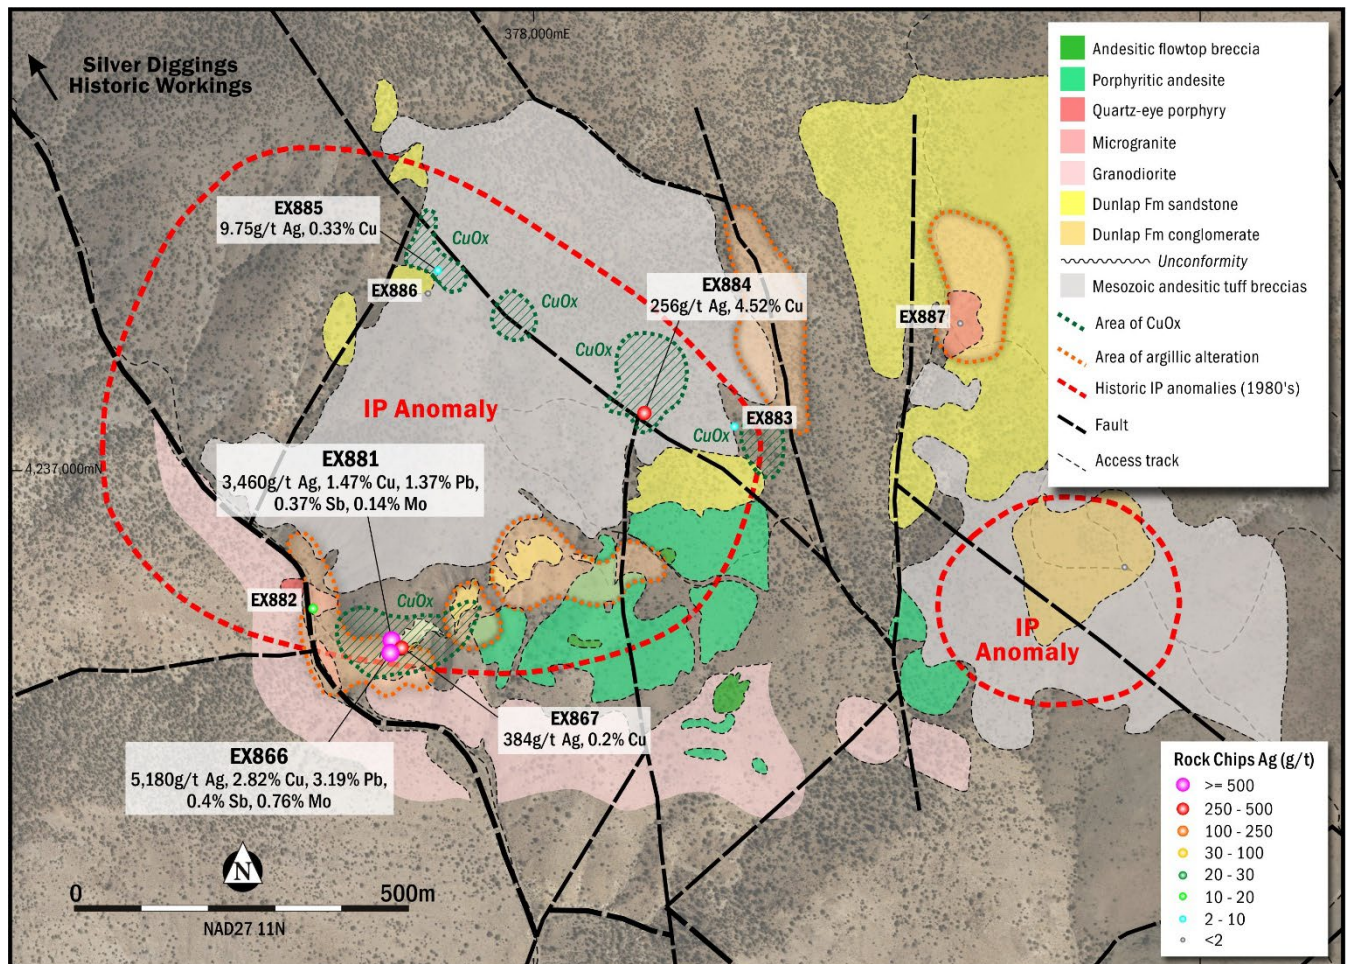 Silver Diggings
Historic Workings
378,000mE
EX885
9.75g/t Ag, 0.33% Cu
CuOx
EX886
CuOx
EX884
256g/t Ag, 4.52% Cu
CuOx
EX887
IP Anomaly
EX883
CuOx
4,237,000mN
EX881
3,460g/t Ag, 1.47% Cu, 1.37% Pb,
0.37% Sb, 0.14% Mo
EX882
CuOx
IP
Anomaly
EX867
384g/t Ag, 0.2% Cu
EX866
5,180g/t Ag, 2.82% Cu, 3.19% Pb,
0.4% Sb, 0.76% Mo
N
0 500m
NAD27 11N
Andesitic flowtop breccia
Porphyritic andesite
Quartz-eye porphyry
Microgranite
Granodiorite
Dunlap Fm sandstone
Dunlap Fm conglomerate
Unconformity
Mesozoic andesitic tuff breccias
Area of CuOx
Area of argillic alteration
Historic IP anomalies (1980's)
Fault
Access track
Rock Chips Ag (g/t)
>= 500
250 - 500
100 - 250
30 - 100
20 - 30
10 - 20
2 - 10
<2